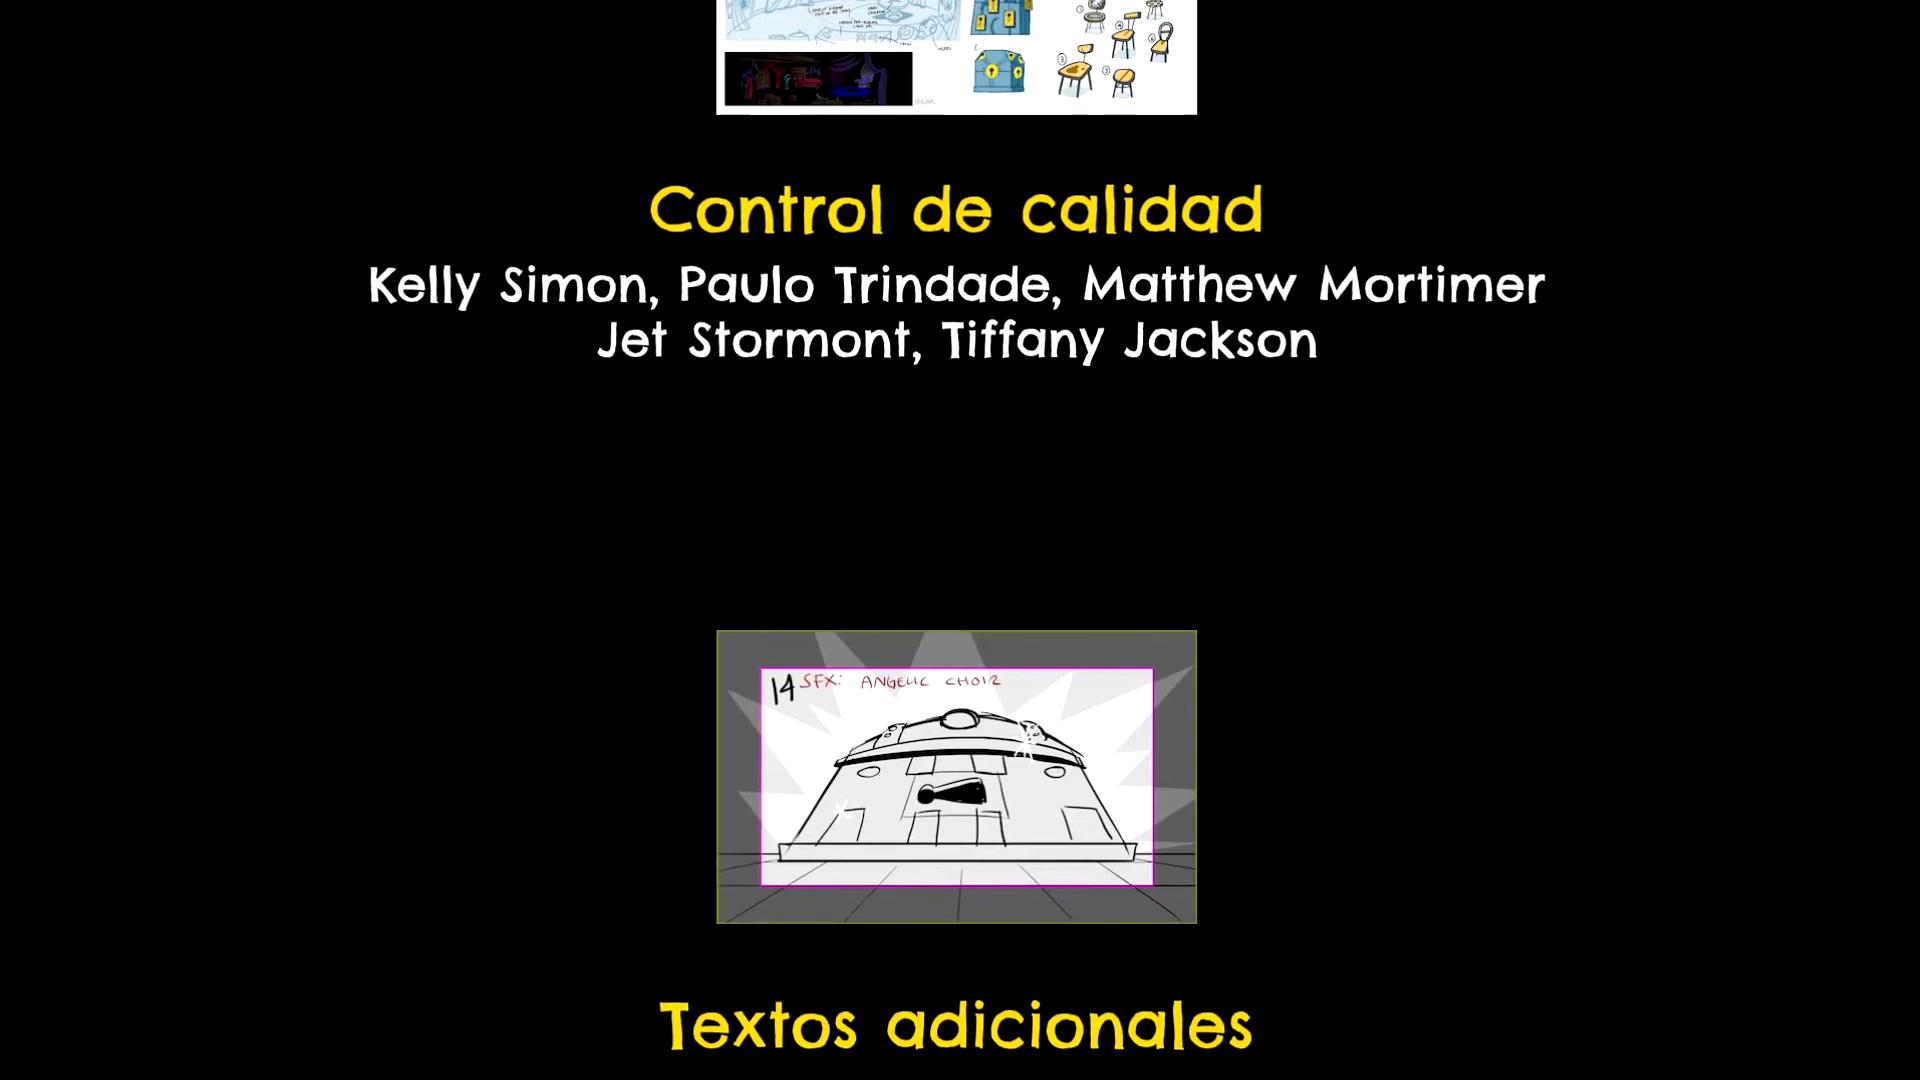 Control de calidad
Kelly Simon, Paulo Trindade, Matthew Mortimer
Jet Stormont, Tiffany Jackson
14 SFX: ANGELIC CHOIR
Textos adicionales